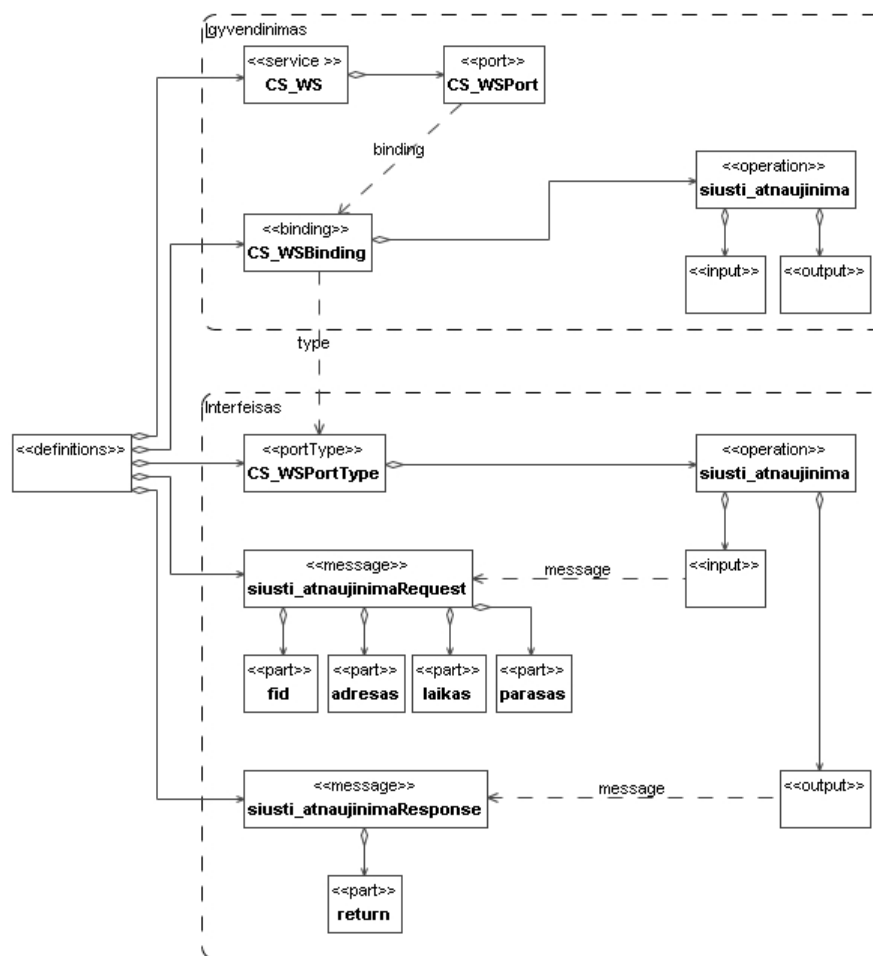 Įgyvendinimas
<<service >>
CS_WS
<<port>>
CS_WSPort
binding
<<operation>>
siusti_atnaujinima
<<binding>>
CS_WSBinding
<<input>>
<<output>>
type
Interfeisas
<<definitions>>
<<portType>>
CS_WSPortType
<<operation>>
siusti_atnaujinima
<<message>>
siusti_atnaujinimaRequest
message
<<input>>
<<part>>
fid
<<part>>
adresas
<<part>>
laikas
<<part>>
parasas
<<message>>
siusti_atnaujinimaResponse
message
<<output>>
<<part>>
return